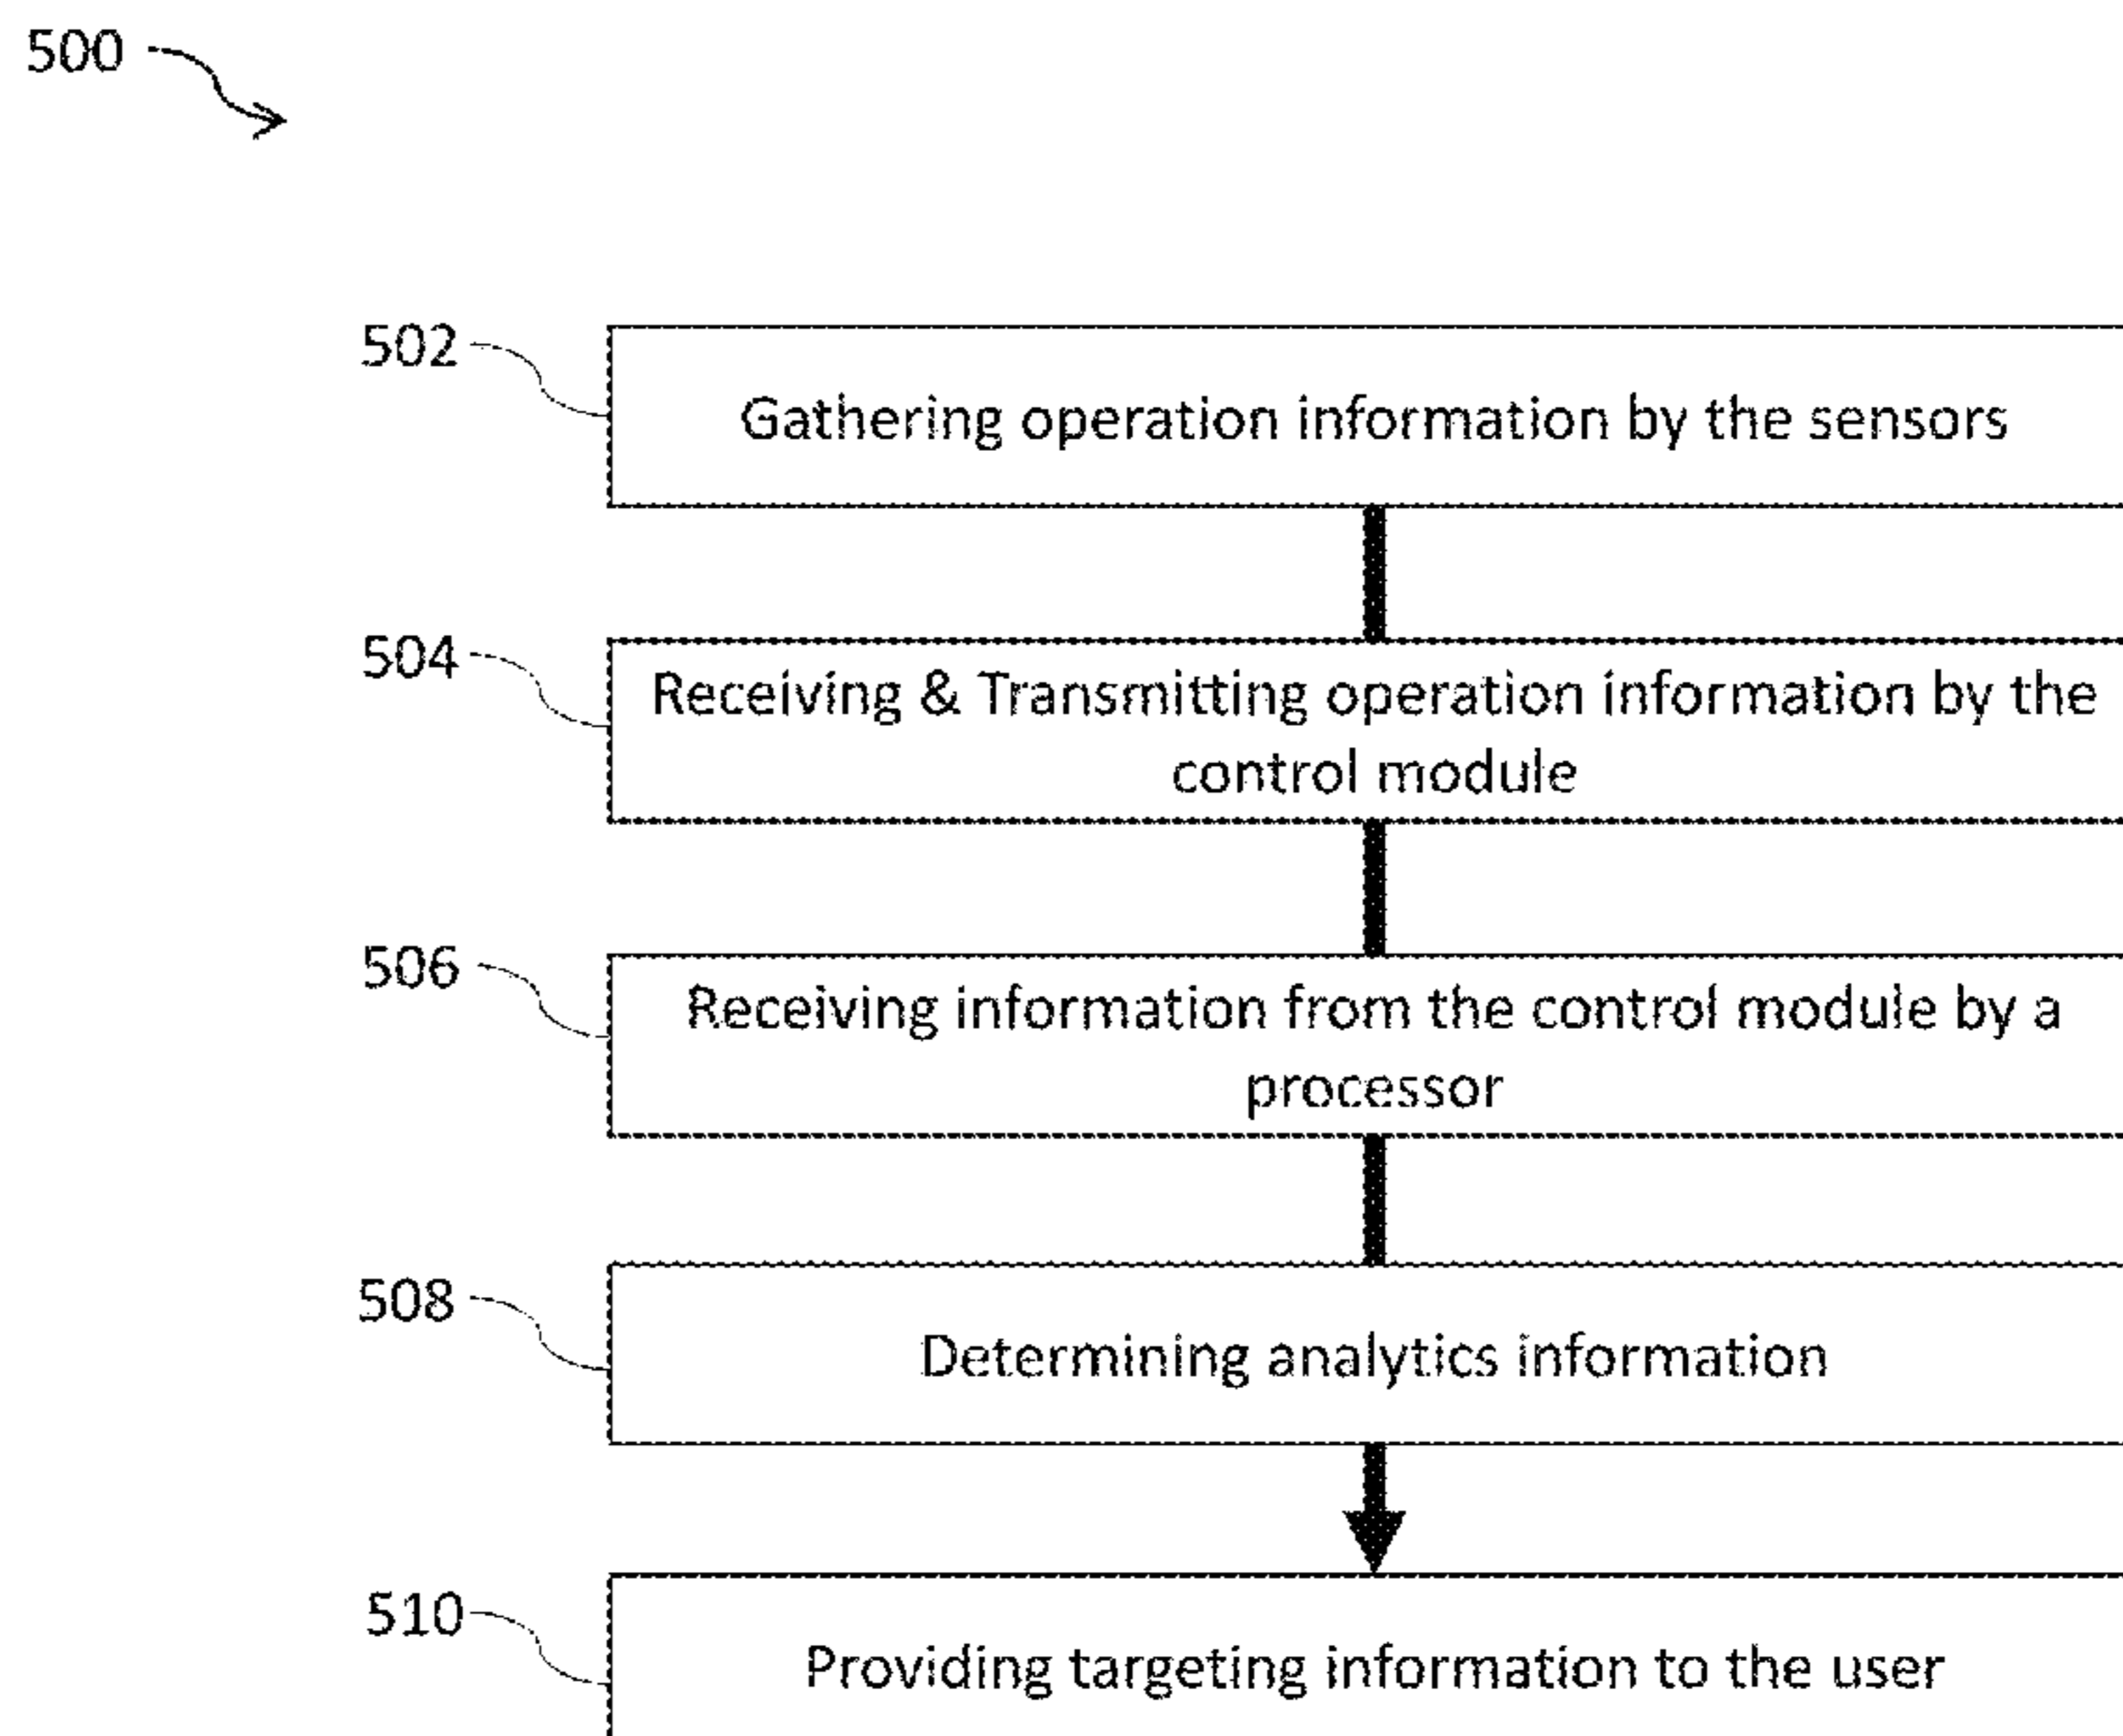 500
502
Gathering operation information by the sensors
504
Receiving & Transmitting operation information by the
control module
506
Receiving information from the control module by a
processor
508
Determining analytics information
510
Providing targeting information to the user